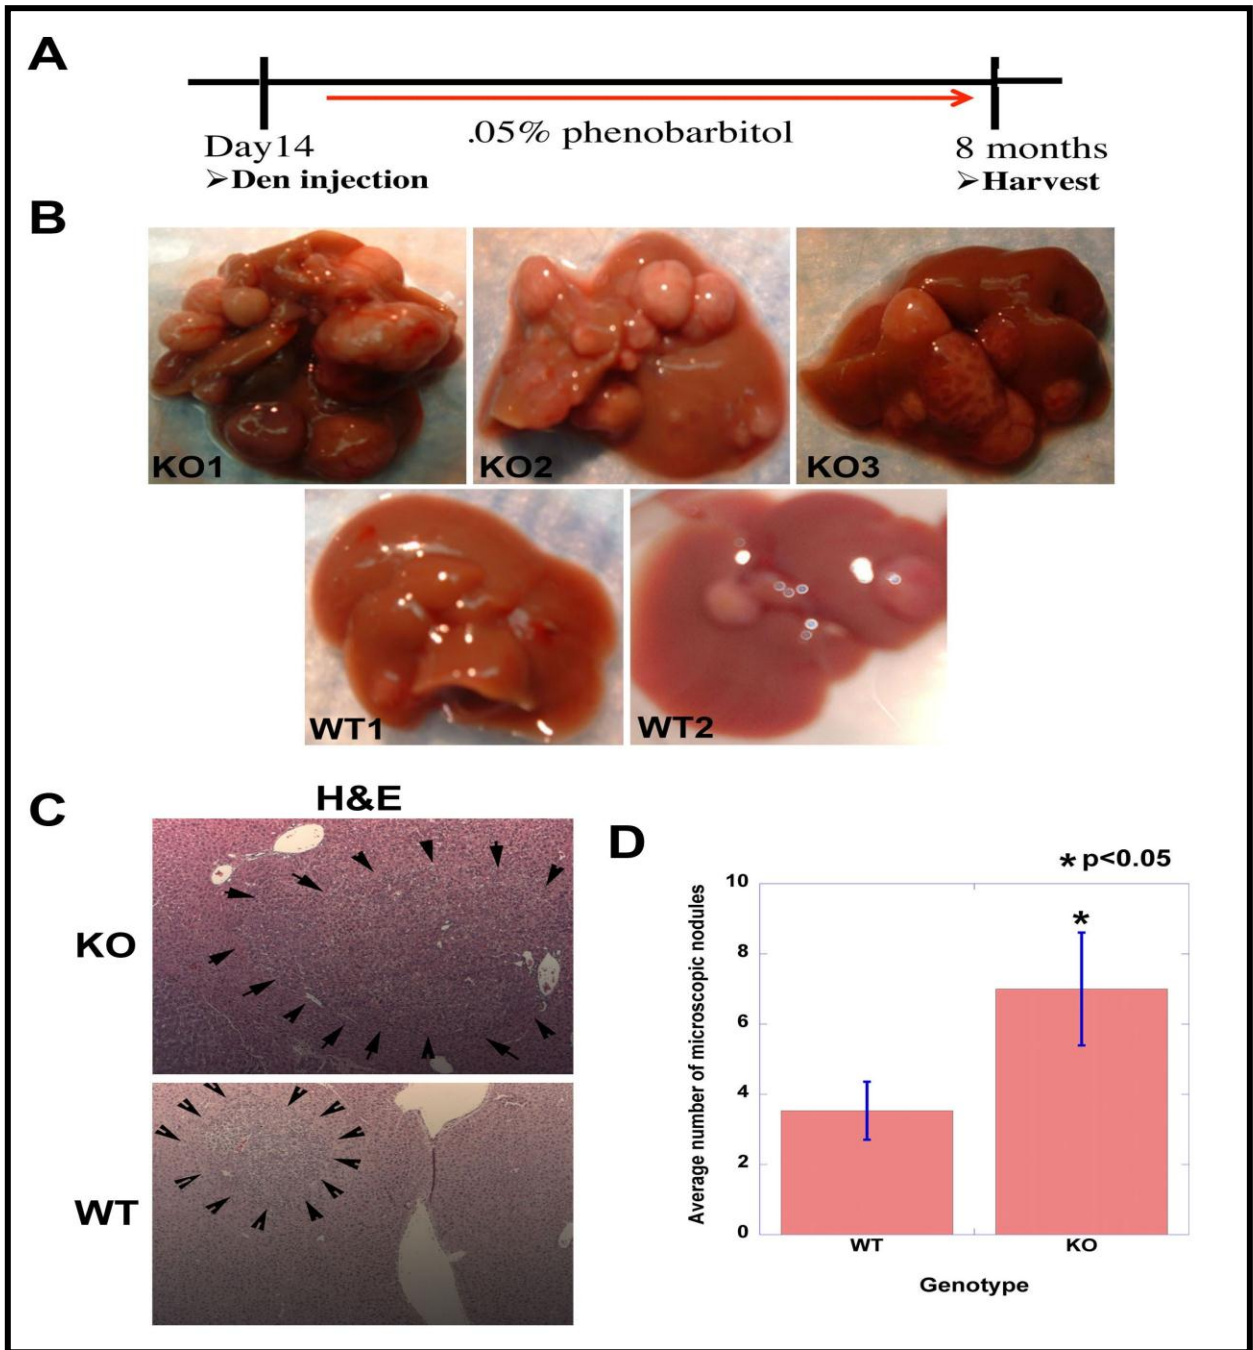 A
.05% phenobarbitol
Day14
➢Den injection
8 months
➢Harvest
B
KO1
KO2
KO3
WT1
WT2
C
H&E
KO
WT
D
* p<0.05
*
Average number of microscopic nodules
10
8
6
4
2
0
WT
KO
Genotype